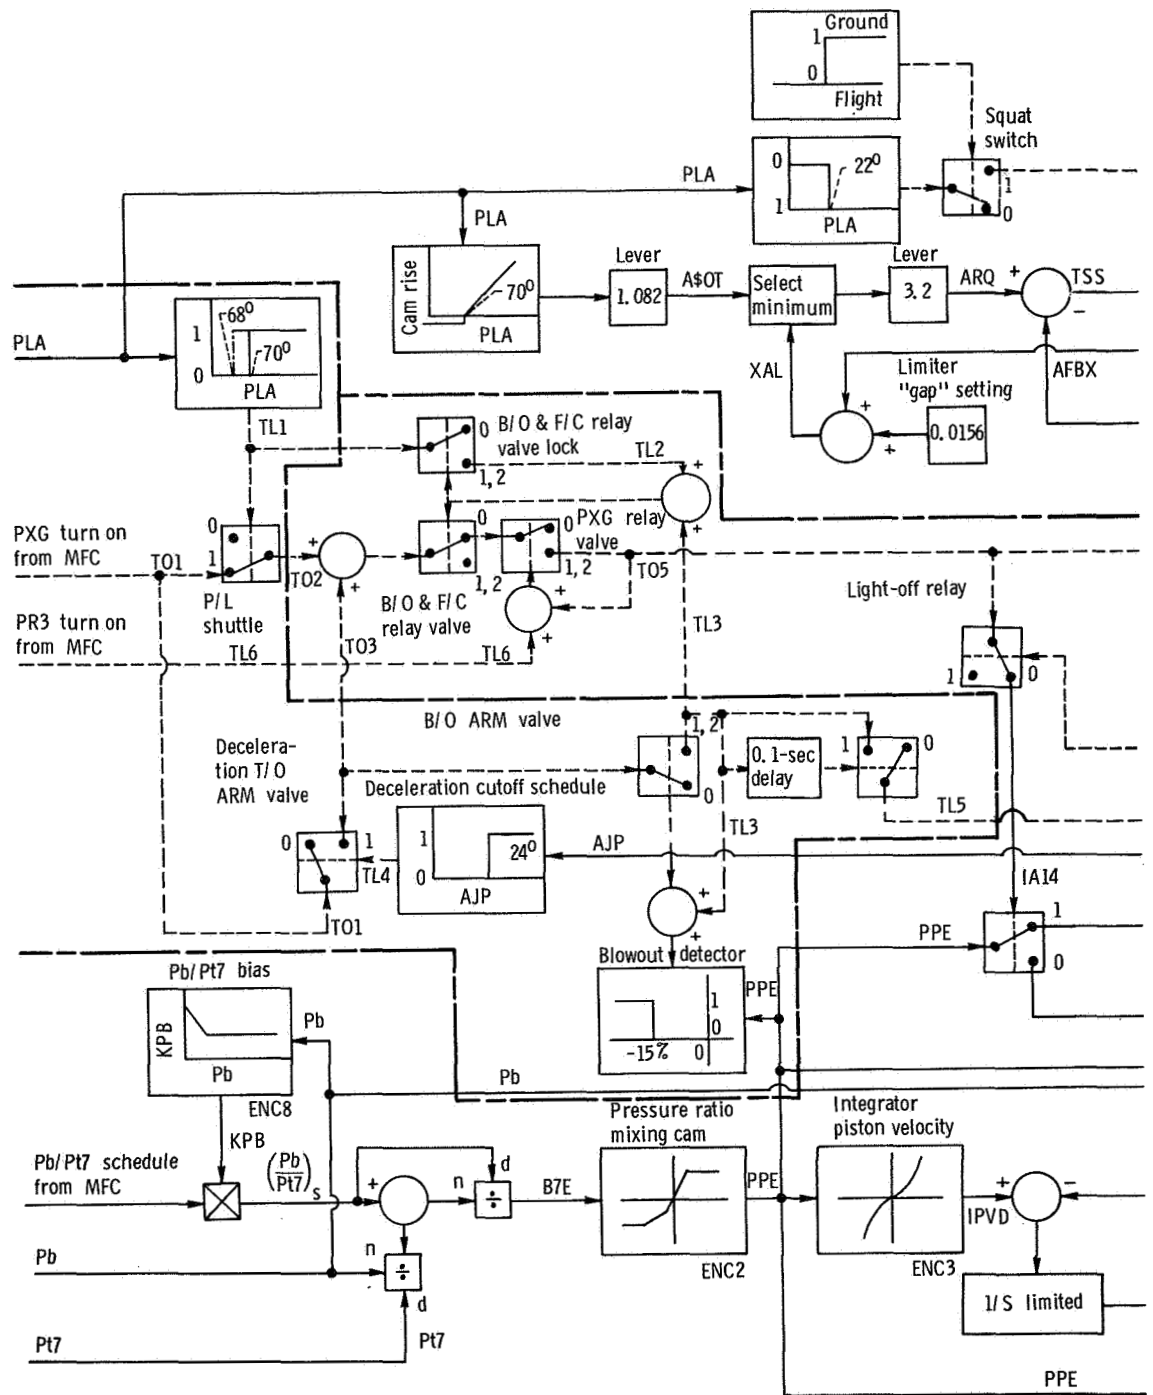 Ground
1
0
Flight
Squat
switch
PLA
0
22⁰
1
PLA
1
0
PLA
Cam rise
70⁰
PLA
Lever
1.082
A$OT
Select
minimum
Lever
3.2
ARQ
+
TSS
−
PLA
1
68⁰
70⁰
0
PLA
XAL
Limiter
"gap" setting
AFBX
+
+
0.0156
TL1
0
B/O & F/C relay
valve lock
TL2
1, 2
+
+
PXG turn on
from MFC
TO1
0
1
P/L
shuttle
TO2
+
+
0
1, 2
B/O & F/C
relay valve
0
1, 2
PXG relay
valve
TO5
+
+
PR3 turn on
from MFC
TL6
TO3
TL6
TL3
Light-off relay
1
0
B/O ARM valve
Decelera-
tion T/O
ARM valve
1, 2
0
0.1-sec
delay
1
0
TL5
Deceleration cutoff schedule
0
1
TL4
1
0
24⁰
AJP
AJP
TL3
TO1
IA14
+
+
PPE
1
0
Pb/Pt7 bias
KPB
Pb
ENC8
Pb
Blowout detector
1
0
-15%
0
PPE
Pb
KPB
Pb/Pt7 schedule
from MFC
(Pb
Pt7)s
+
n
d
÷
B7E
Pressure ratio
mixing cam
ENC2
PPE
Integrator
piston velocity
ENC3
IPVD
+
−
Pb
n
÷
d
1/S limited
Pt7
Pt7
PPE